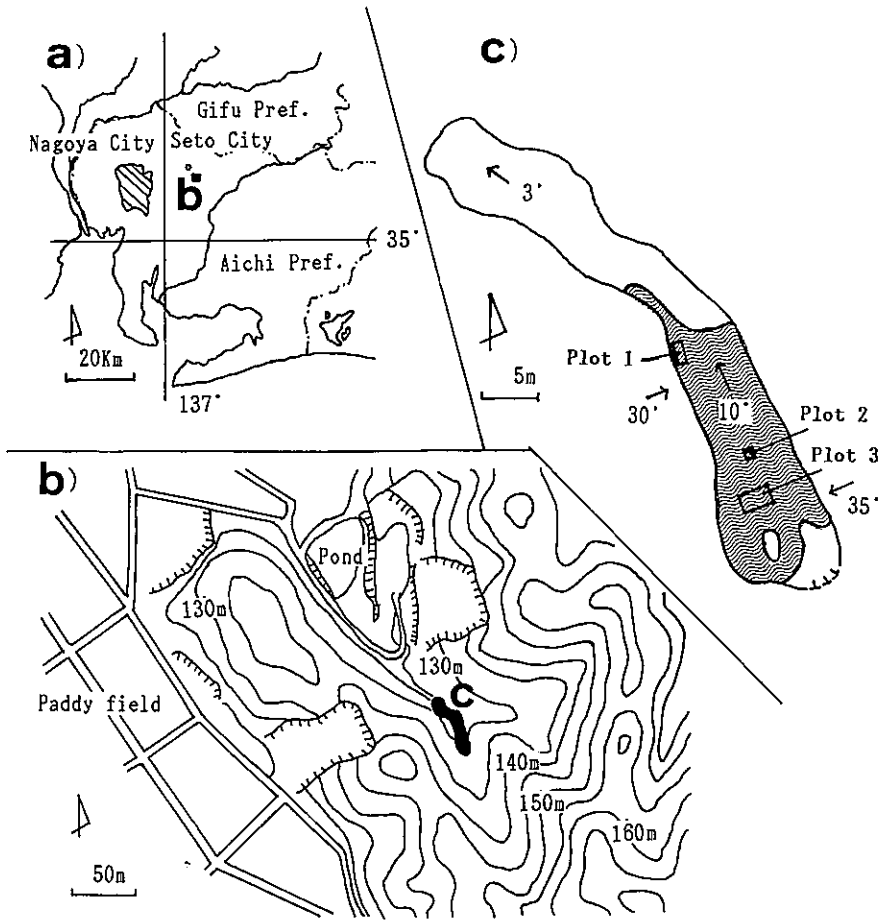 a)
Gifu Pref.
Nagoya City
Seto City
b
35°
Aichi Pref.
20Km
137°
c)
3°
Plot 1
5m
30°
10°
Plot 2
Plot 3
35°
b)
Pond
130m
130m
Paddy field
C
140m
150m
160m
50m